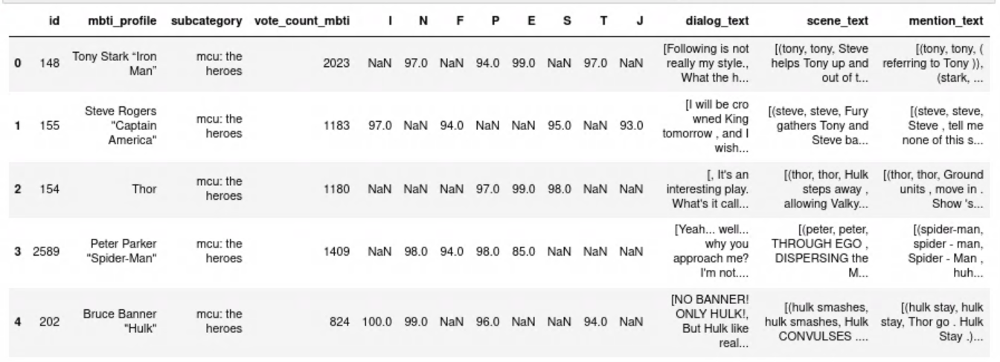 id mbti_profile subcategory vote_count_mbti I N F P E S T J dialog_text scene_text mention_text
0 148 Tony Stark “Iron Man” mcu: the heroes 2023 NaN 97.0 NaN 94.0 99.0 NaN 97.0 NaN [Following is not really my style., What the h... [(tony, tony, Steve helps Tony up and out of t... [(tony, tony, ( referring to Tony )), (stark, ...
1 155 Steve Rogers "Captain America" mcu: the heroes 1183 97.0 NaN 94.0 NaN NaN 95.0 NaN 93.0 [I will be cro wned King tomorrow , and I wish... [(steve, steve, Fury gathers Tony and Steve ba... [(steve, steve, Steve , tell me none of this s...
2 154 Thor mcu: the heroes 1180 NaN NaN NaN 97.0 99.0 98.0 NaN NaN [, It's an interesting play. What's it call... [(thor, thor, Hulk steps away , allowing Valky... [(thor, thor, Ground units , move in . Show 's...
3 2589 Peter Parker "Spider-Man" mcu: the heroes 1409 NaN 98.0 94.0 98.0 85.0 NaN NaN NaN [Yeah... well... why you approach me? I'm not.... [(peter, peter, THROUGH EGO , DISPERSING the M... [(spider-man, spider - man, Spider - Man , huh...
4 202 Bruce Banner "Hulk" mcu: the heroes 824 100.0 99.0 NaN 96.0 NaN NaN 94.0 NaN [NO BANNER! ONLY HULK!, But Hulk like real... [(hulk smashes, hulk smashes, Hulk CONVULSES .... [(hulk stay, hulk stay, Thor go . Hulk Stay .)...